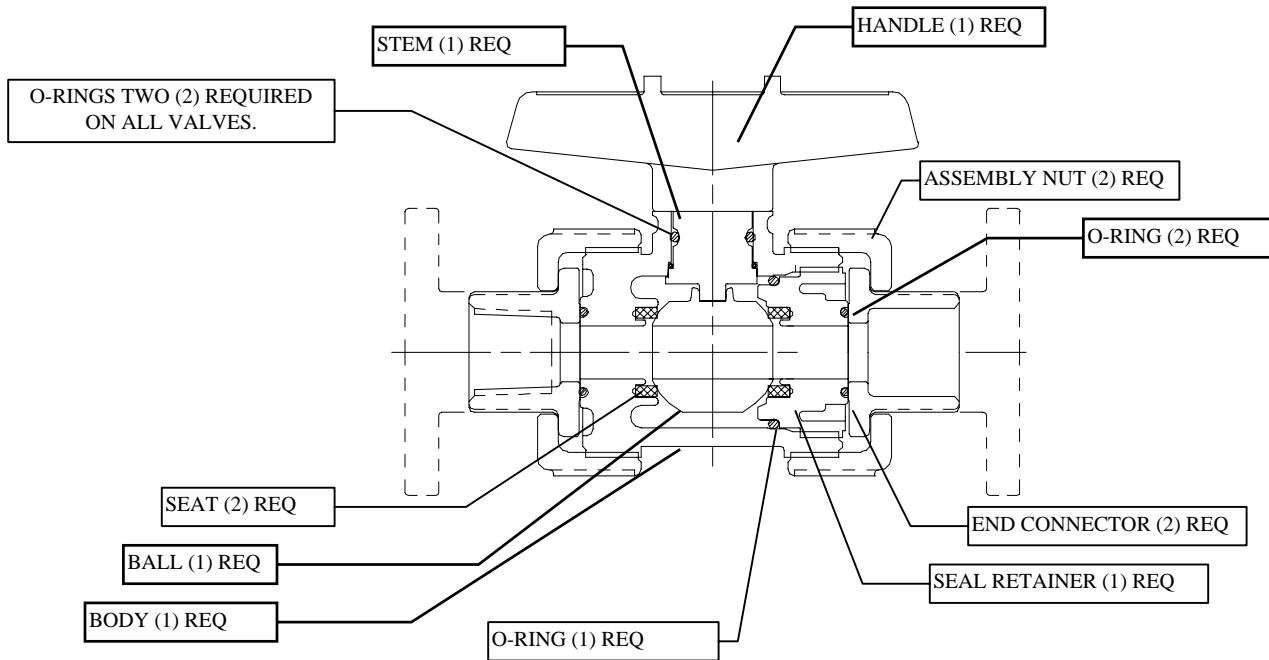 HANDLE (1) REQ
STEM (1) REQ
O-RINGS TWO (2) REQUIRED
ON ALL VALVES.
ASSEMBLY NUT (2) REQ
O-RING (2) REQ
SEAT (2) REQ
END CONNECTOR (2) REQ
BALL (1) REQ
SEAL RETAINER (1) REQ
BODY (1) REQ
O-RING (1) REQ